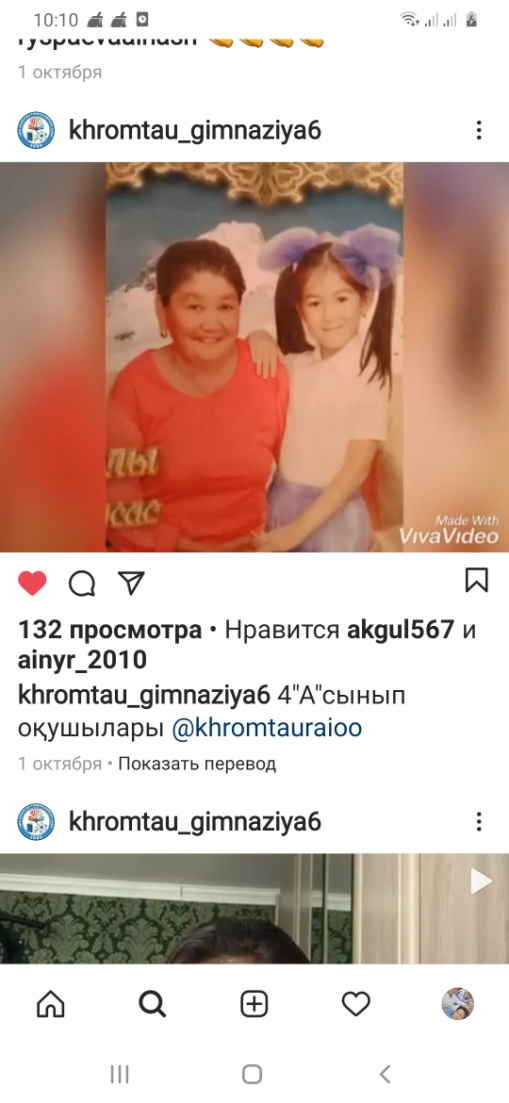 10:10
1 октября
khromtau_gimnaziya6
Made With
VivaVideo
132 просмотра • Нравится akgul567 и
ainyr_2010
khromtau_gimnaziya6 4"А"сынып
оқушылары @khromtauraioo
1 октября • Показать перевод
khromtau_gimnaziya6